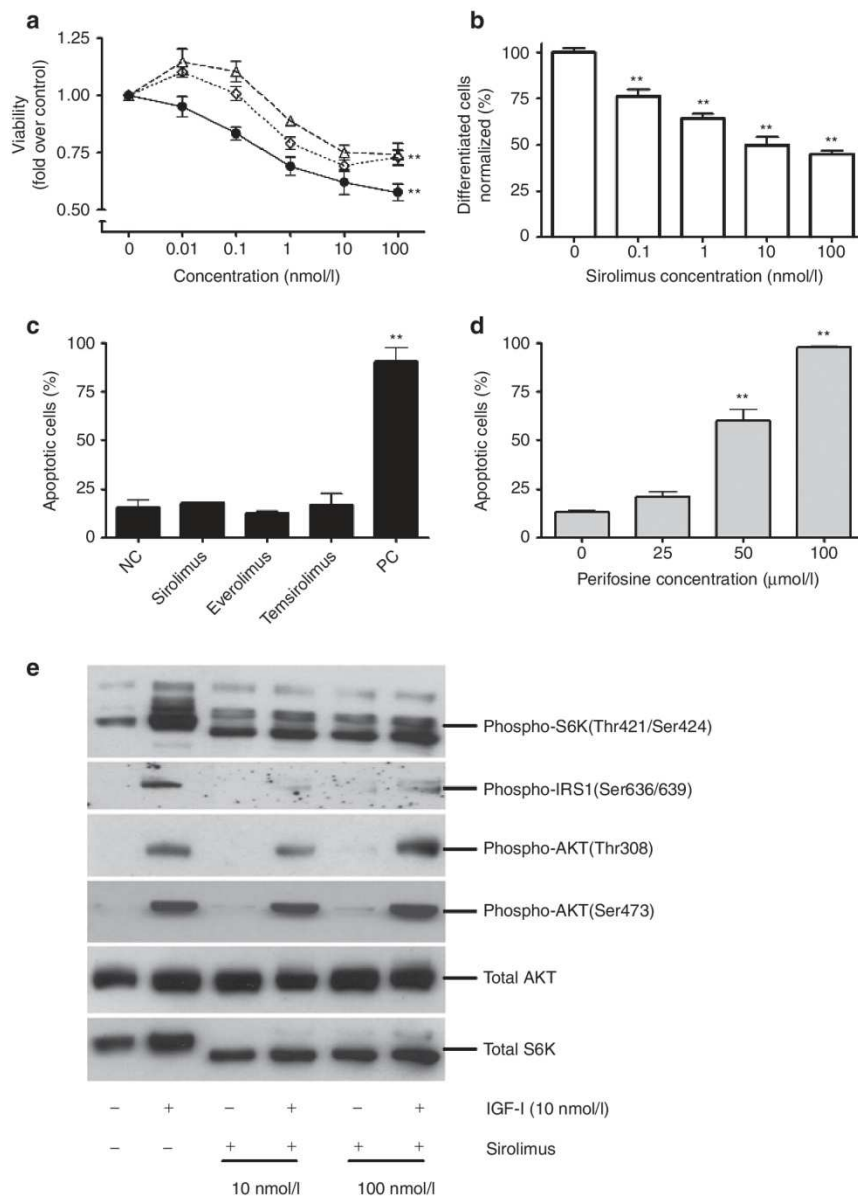 a
Viability
(fold over control)
1.25
1.00
0.75
0.50
**
**
0 0.01 0.1 1 10 100
Concentration (nmol/l)
b
Differentiated cells
normalized (%)
100
75
50
25
0
** ** ** **
0 0.1 1 10 100
Sirolimus concentration (nmol/l)
c
Apoptotic cells (%)
100
75
50
25
0
**
NC Sirolimus Everolimus Temsirolimus PC
d
Apoptotic cells (%)
100
75
50
25
0
** **
0 25 50 100
Perifosine concentration (μmol/l)
e
Phospho-S6K(Thr421/Ser424)
Phospho-IRS1(Ser636/639)
Phospho-AKT(Thr308)
Phospho-AKT(Ser473)
Total AKT
Total S6K
– + – + – + IGF-I (10 nmol/l)
– – + + + + Sirolimus
10 nmol/l 100 nmol/l